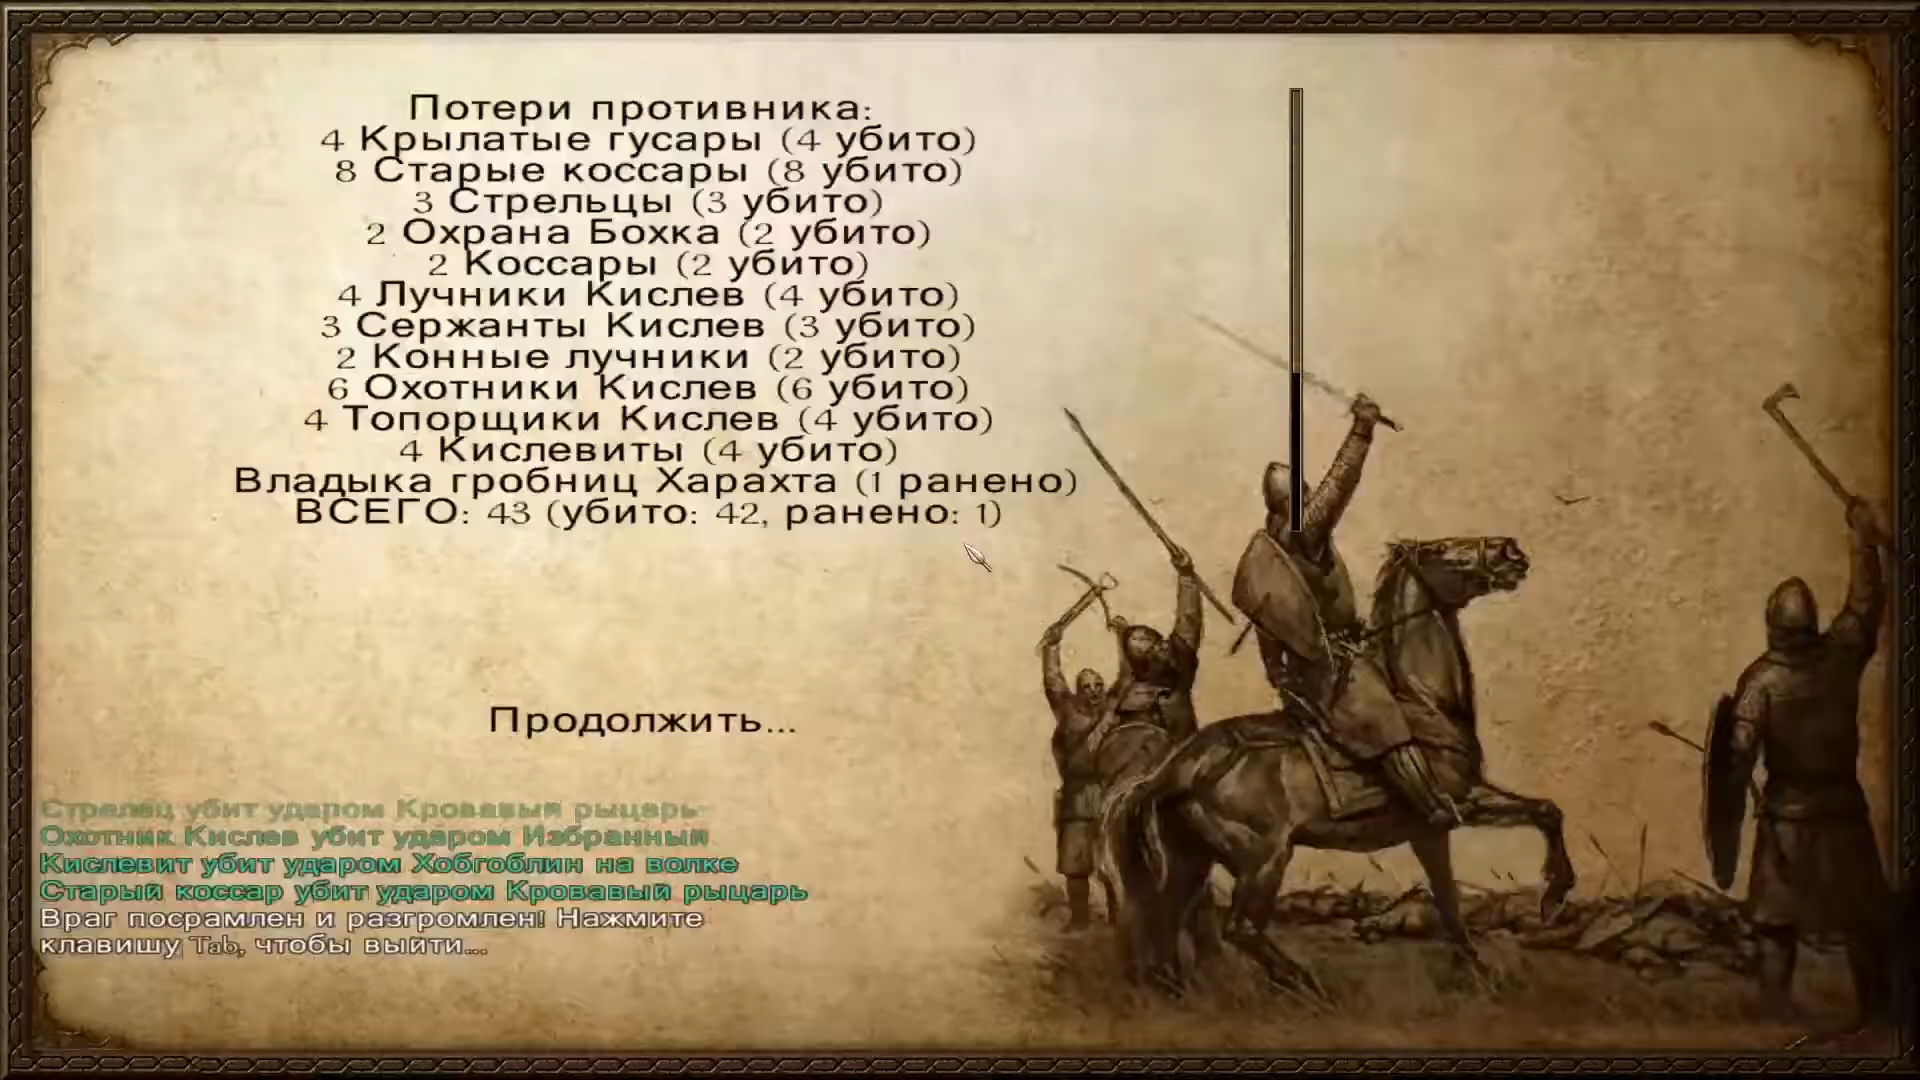 Потери противника:
4 Крылатые гусары (4 убито)
8 Старые коссары (8 убито)
3 Стрельцы (3 убито)
2 Охрана Бохка (2 убито)
2 Коссары (2 убито)
4 Лучники Кислев (4 убито)
3 Сержанты Кислев (3 убито)
2 Конные лучники (2 убито)
6 Охотники Кислев (6 убито)
4 Топорщики Кислев (4 убито)
4 Кислевиты (4 убито)
Владыка гробниц Харахта (1 ранено)
ВСЕГО: 43 (убито: 42, ранено: 1)
Продолжить...
Стрелец убит ударом Кровавый рыцарь
Охотник Кислев убит ударом Избранный
Кислевит убит ударом Хобгоблин на волке
Старый коссар убит ударом Кровавый рыцарь
Враг посрамлен и разгромлен! Нажмите
клавишу Tab, чтобы выйти...